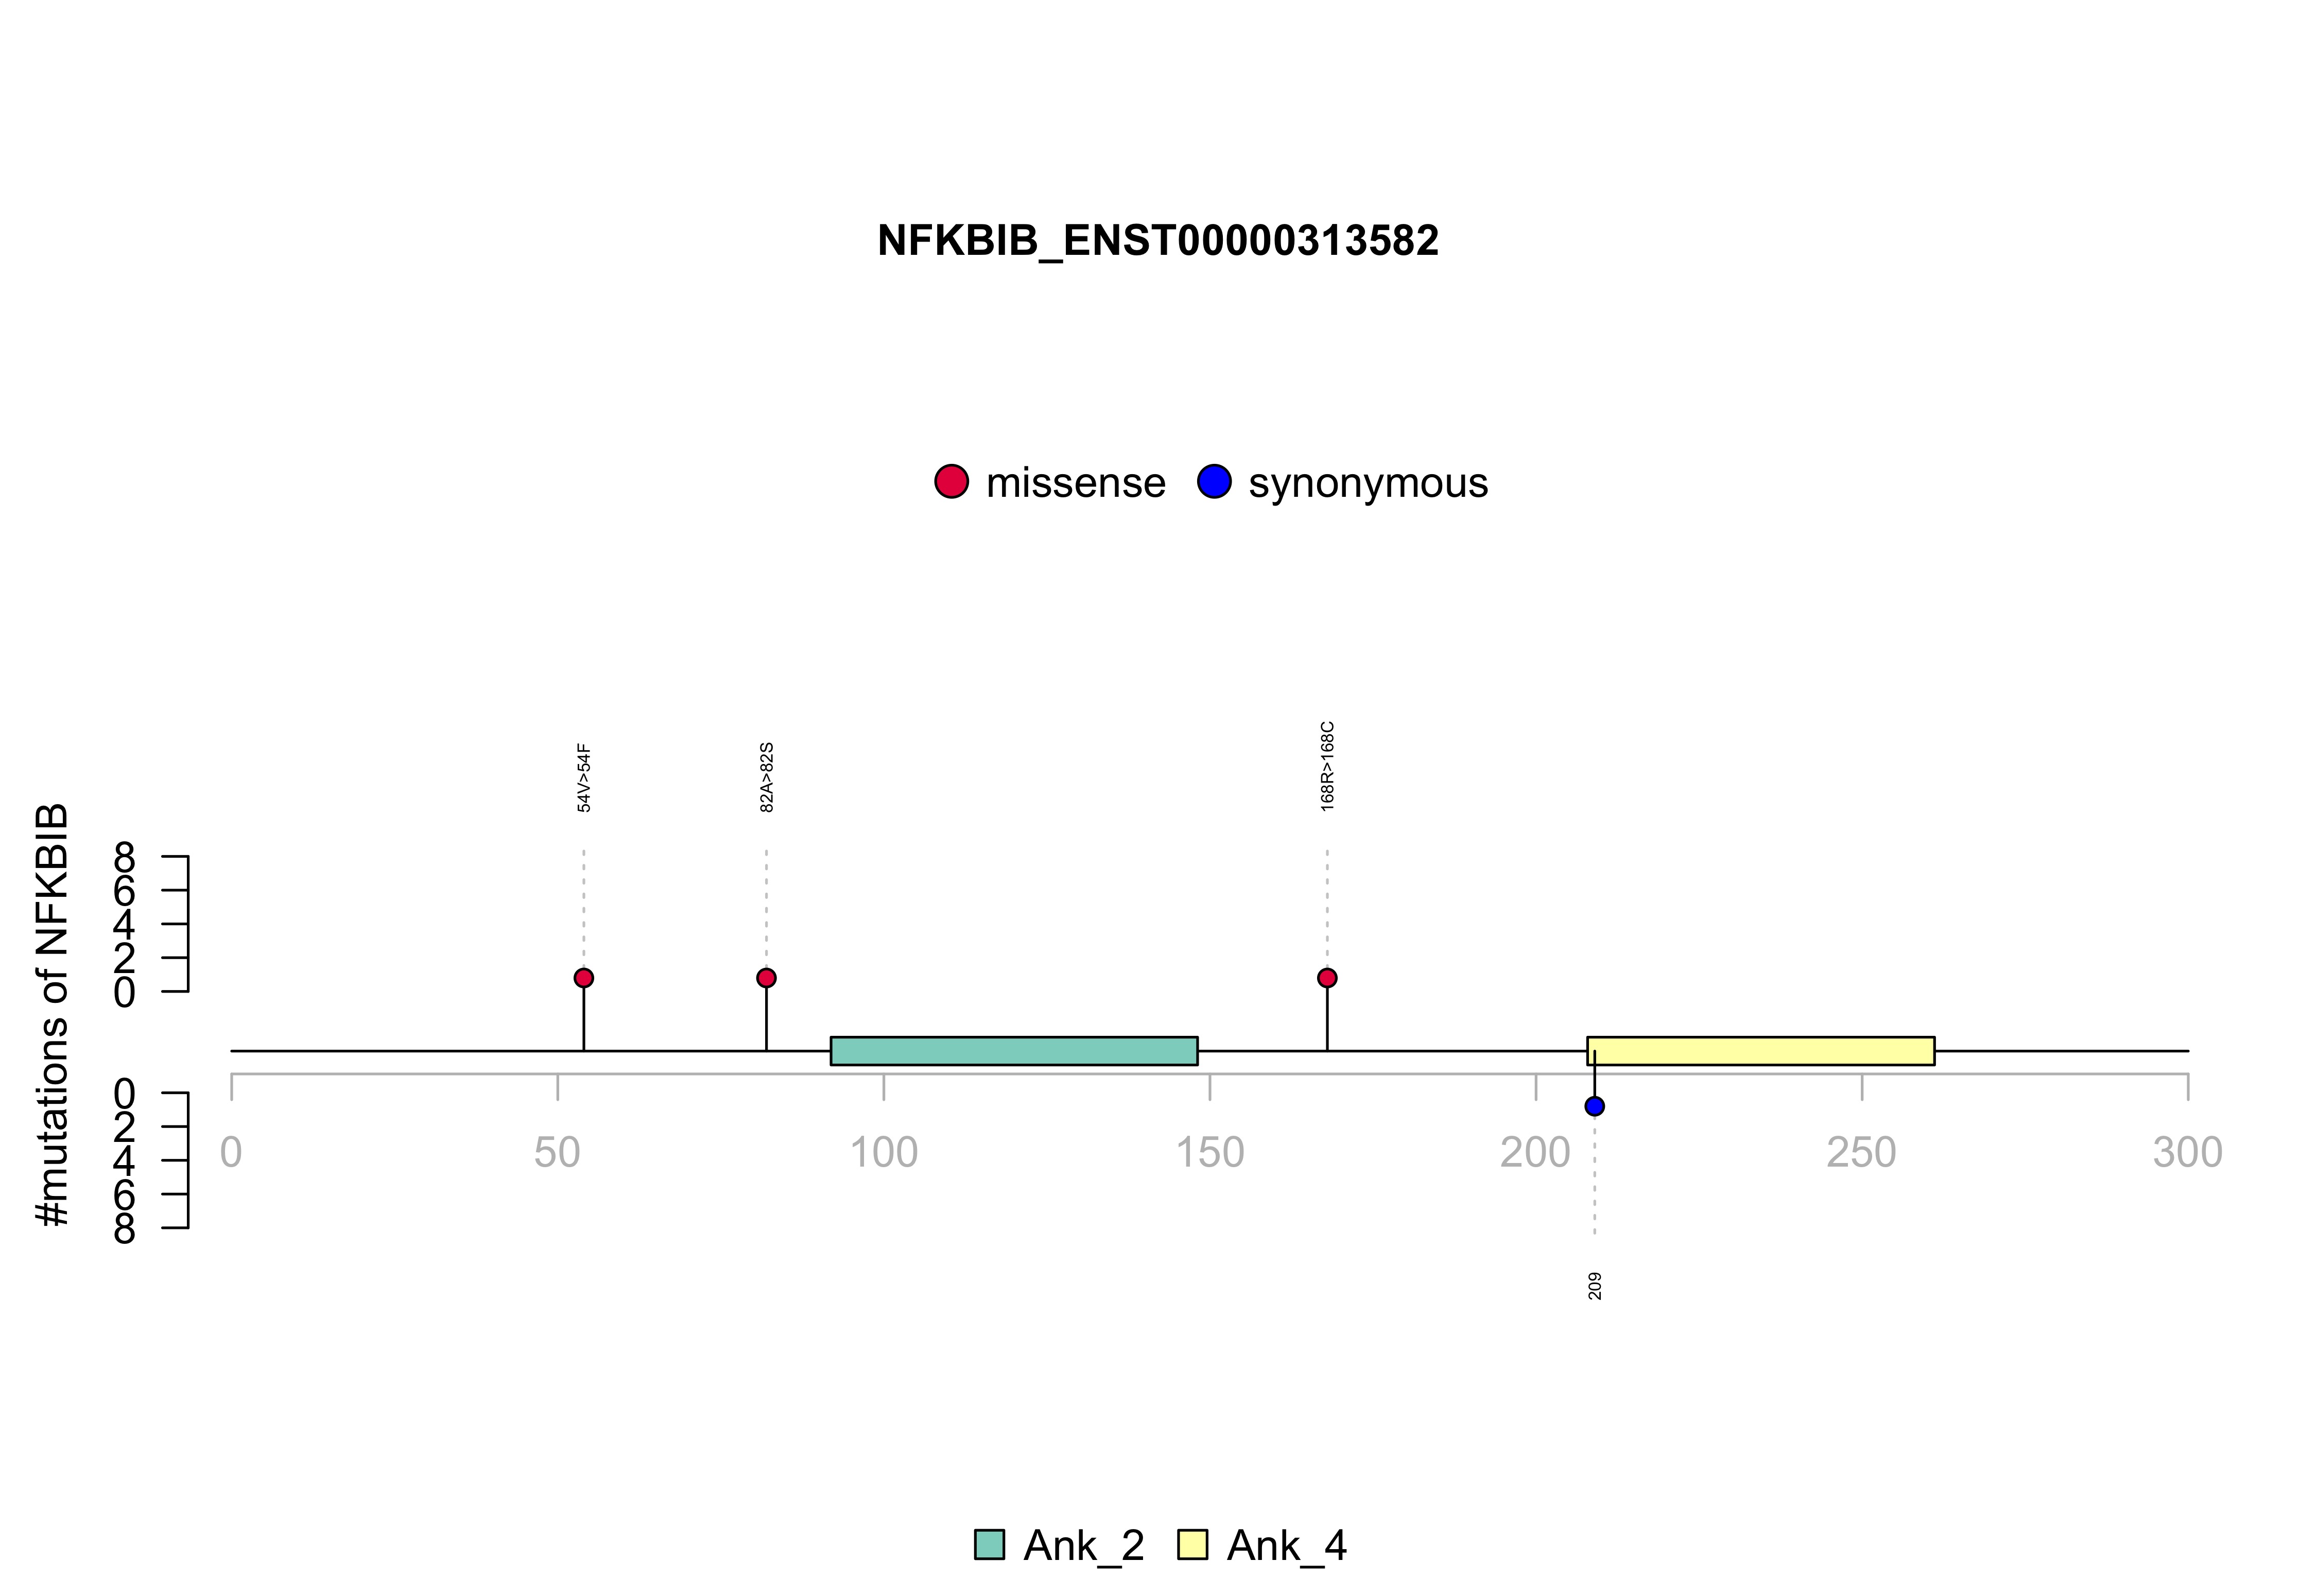 NFKBIB_ENST00000313582
missense synonymous
54V>54F
82A>82S
168R>168C
#mutations of NFKBIB
8
6
4
2
0
0
2
4
6
8
0 50 100 150 200 250 300
209
Ank_2 Ank_4